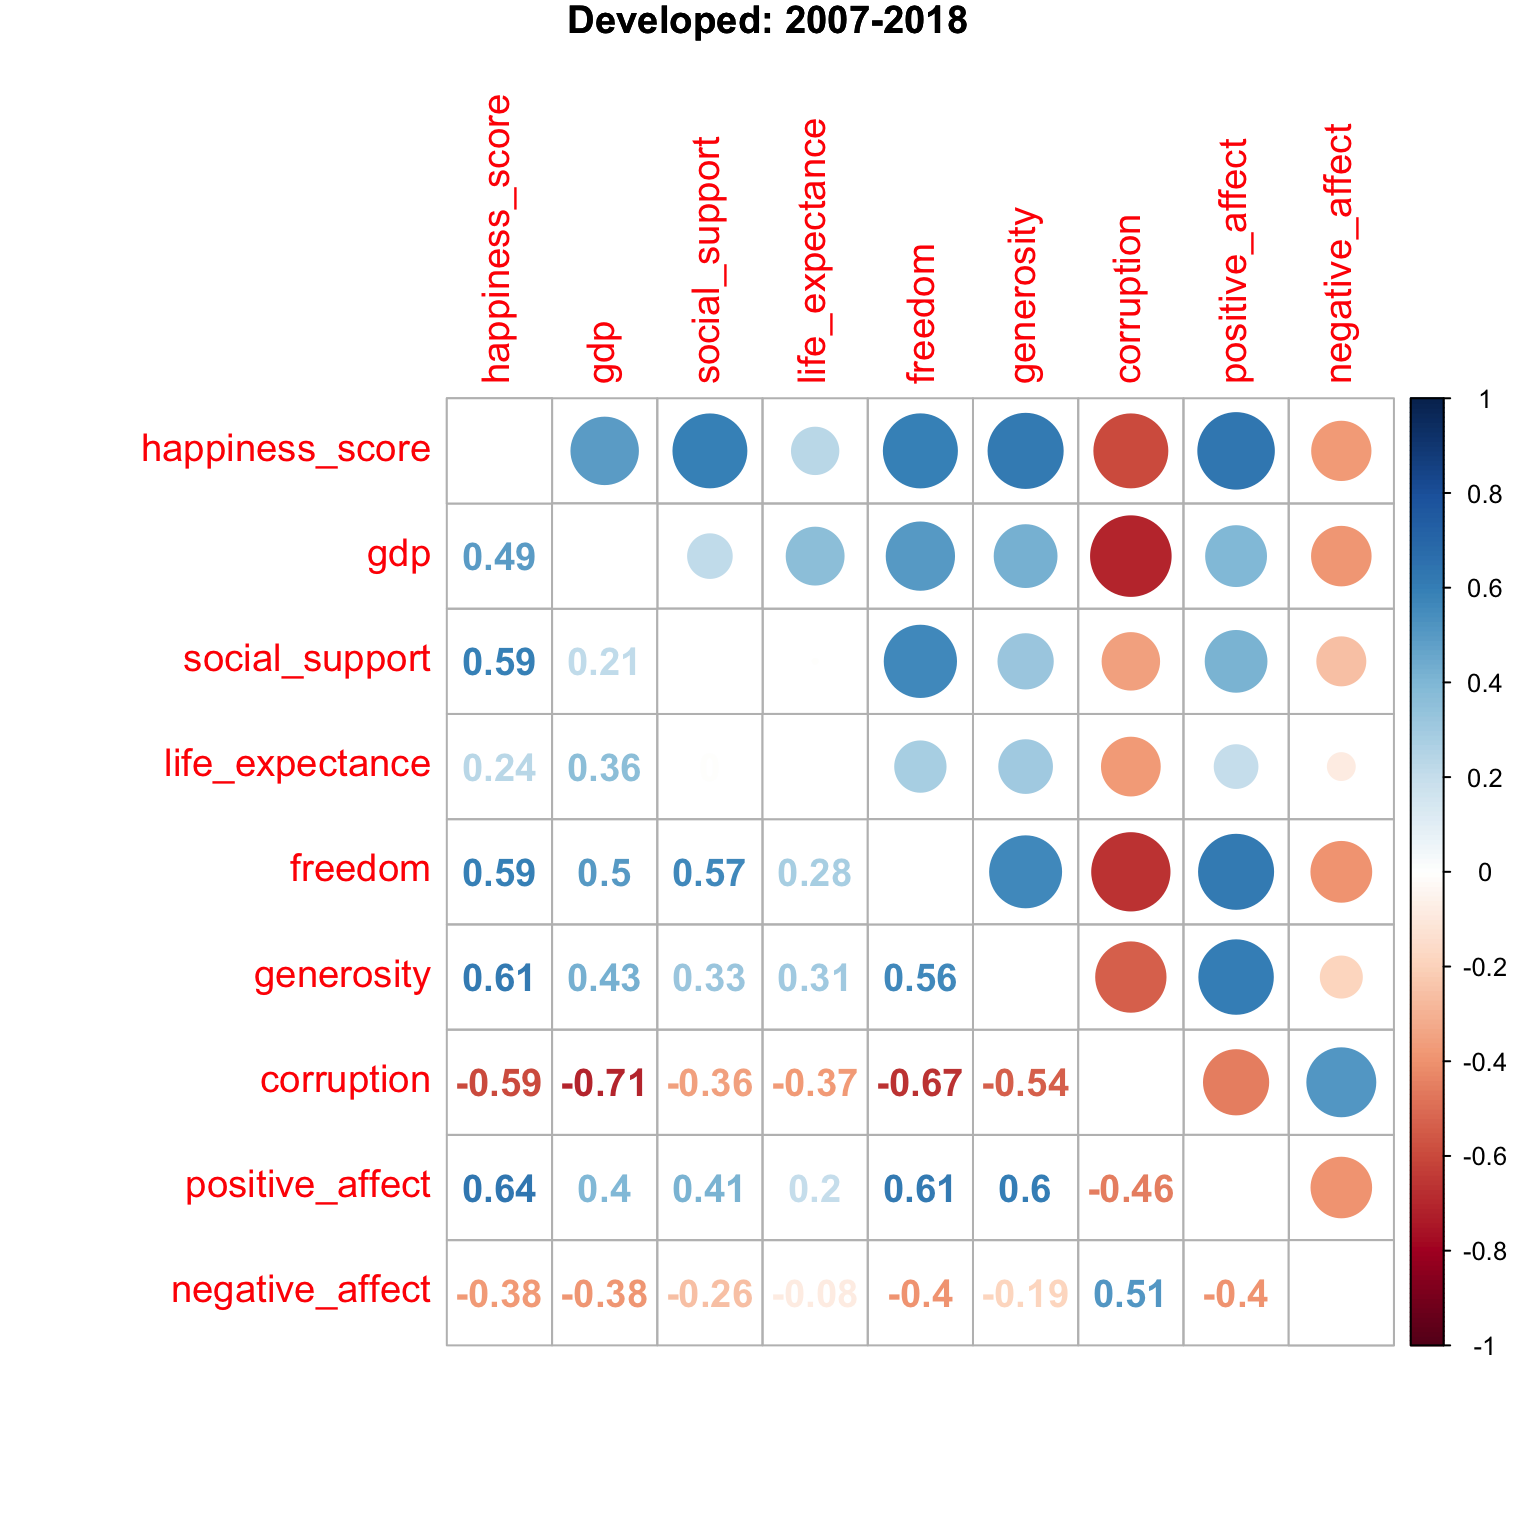 Developed: 2007-2018
happiness_score
gdp
social_support
life_expectance
freedom
generosity
corruption
positive_affect
negative_affect
happiness_score
gdp 0.49
social_support 0.59 0.21
life_expectance 0.24 0.36 0
freedom 0.59 0.5 0.57 0.28
generosity 0.61 0.43 0.33 0.31 0.56
corruption -0.59 -0.71 -0.36 -0.37 -0.67 -0.54
positive_affect 0.64 0.4 0.41 0.2 0.61 0.6 -0.46
negative_affect -0.38 -0.38 -0.26 -0.08 -0.4 -0.19 0.51 -0.4
1
0.8
0.6
0.4
0.2
0
-0.2
-0.4
-0.6
-0.8
-1